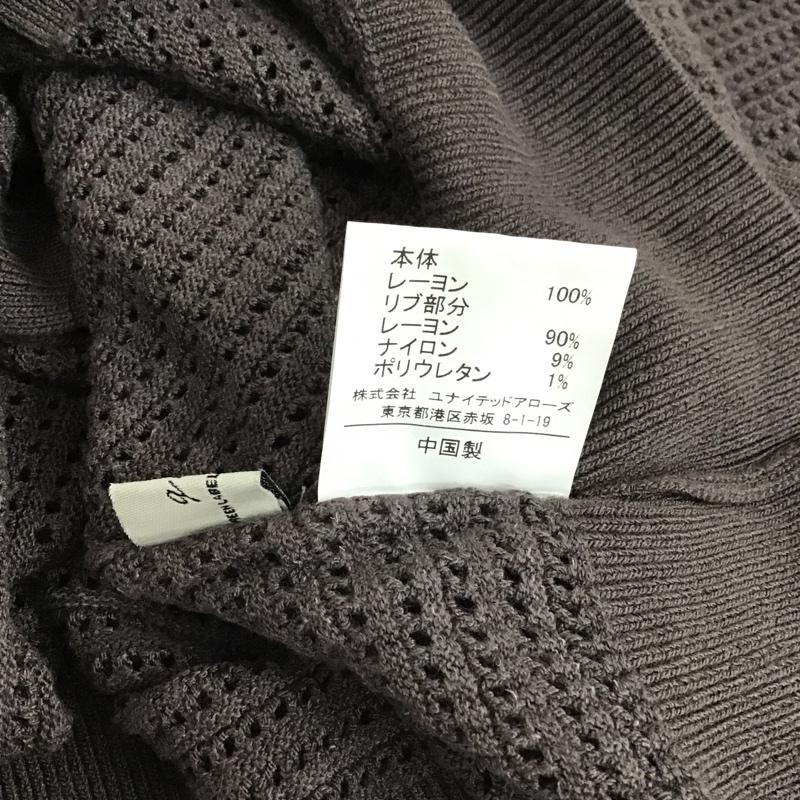 本体
レーヨン 100%
リブ部分
レーヨン 90%
ナイロン 9%
ポリウレタン 1%
株式会社 ユナイテッドアローズ
東京都港区赤坂 8-1-19
中国製